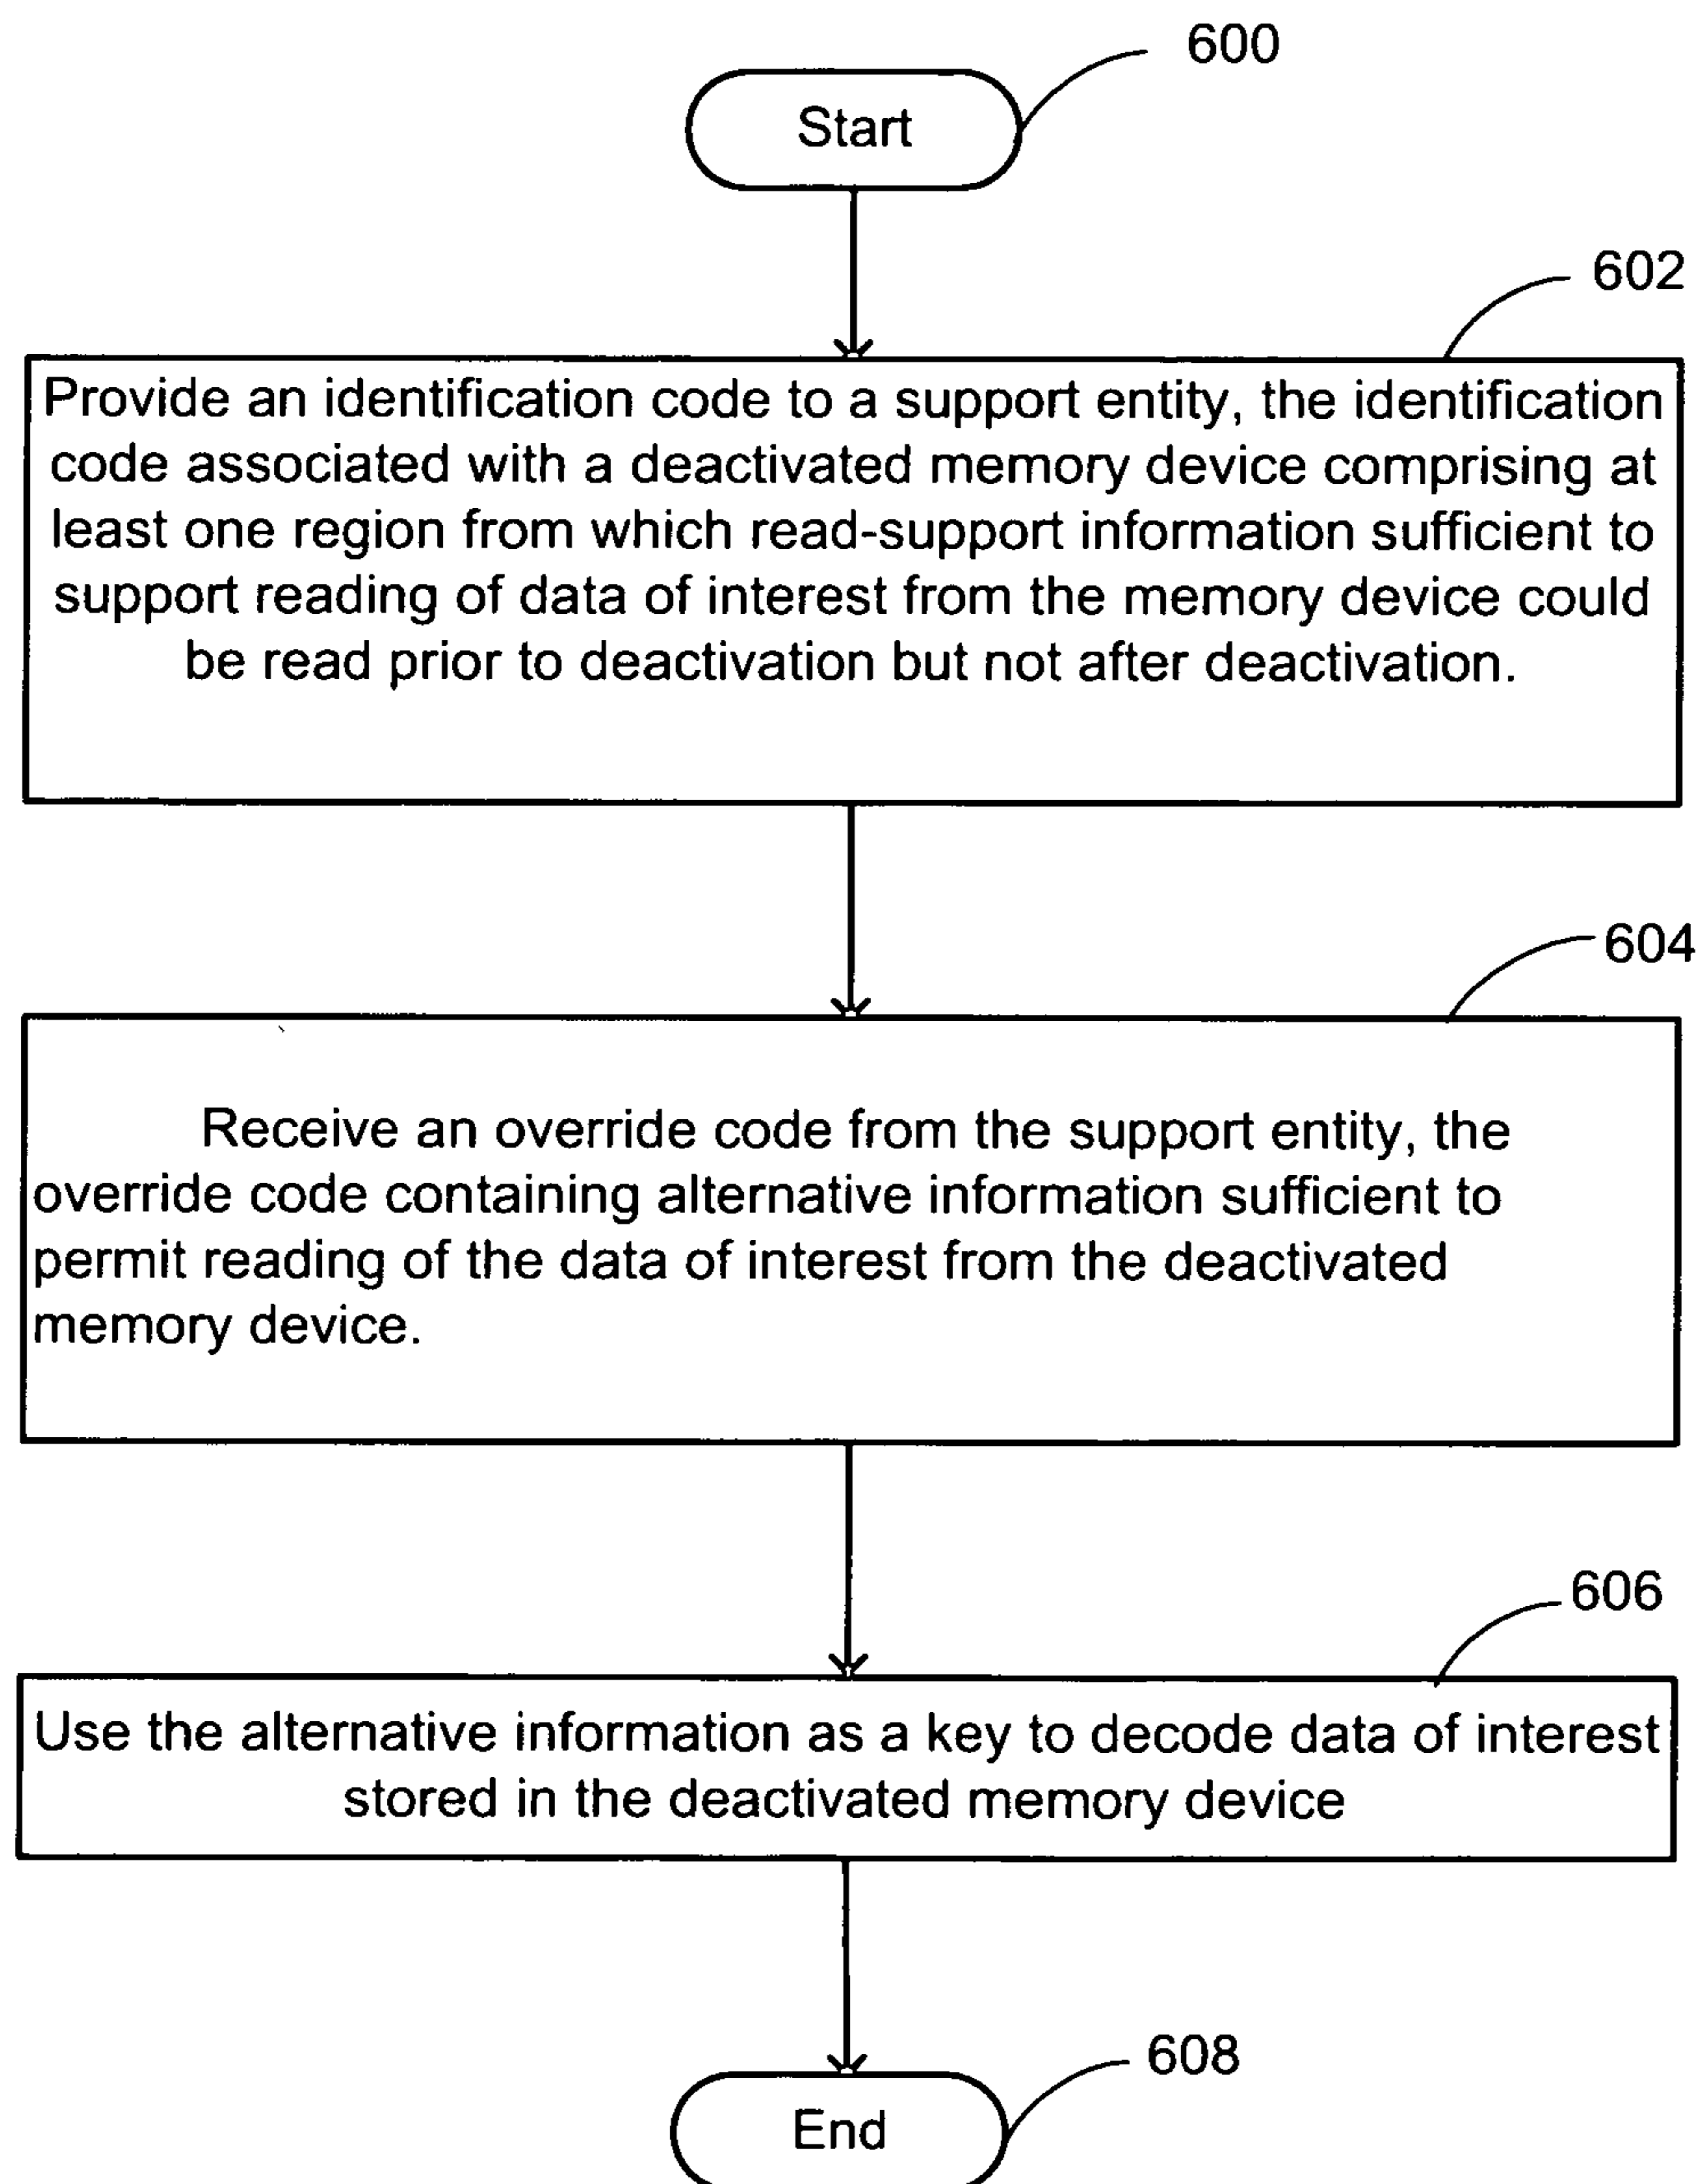 600
Start
602
Provide an identification code to a support entity, the identification
code associated with a deactivated memory device comprising at
least one region from which read-support information sufficient to
support reading of data of interest from the memory device could
be read prior to deactivation but not after deactivation.
604
Receive an override code from the support entity, the
override code containing alternative information sufficient to
permit reading of the data of interest from the deactivated
memory device.
606
Use the alternative information as a key to decode data of interest
stored in the deactivated memory device
608
End